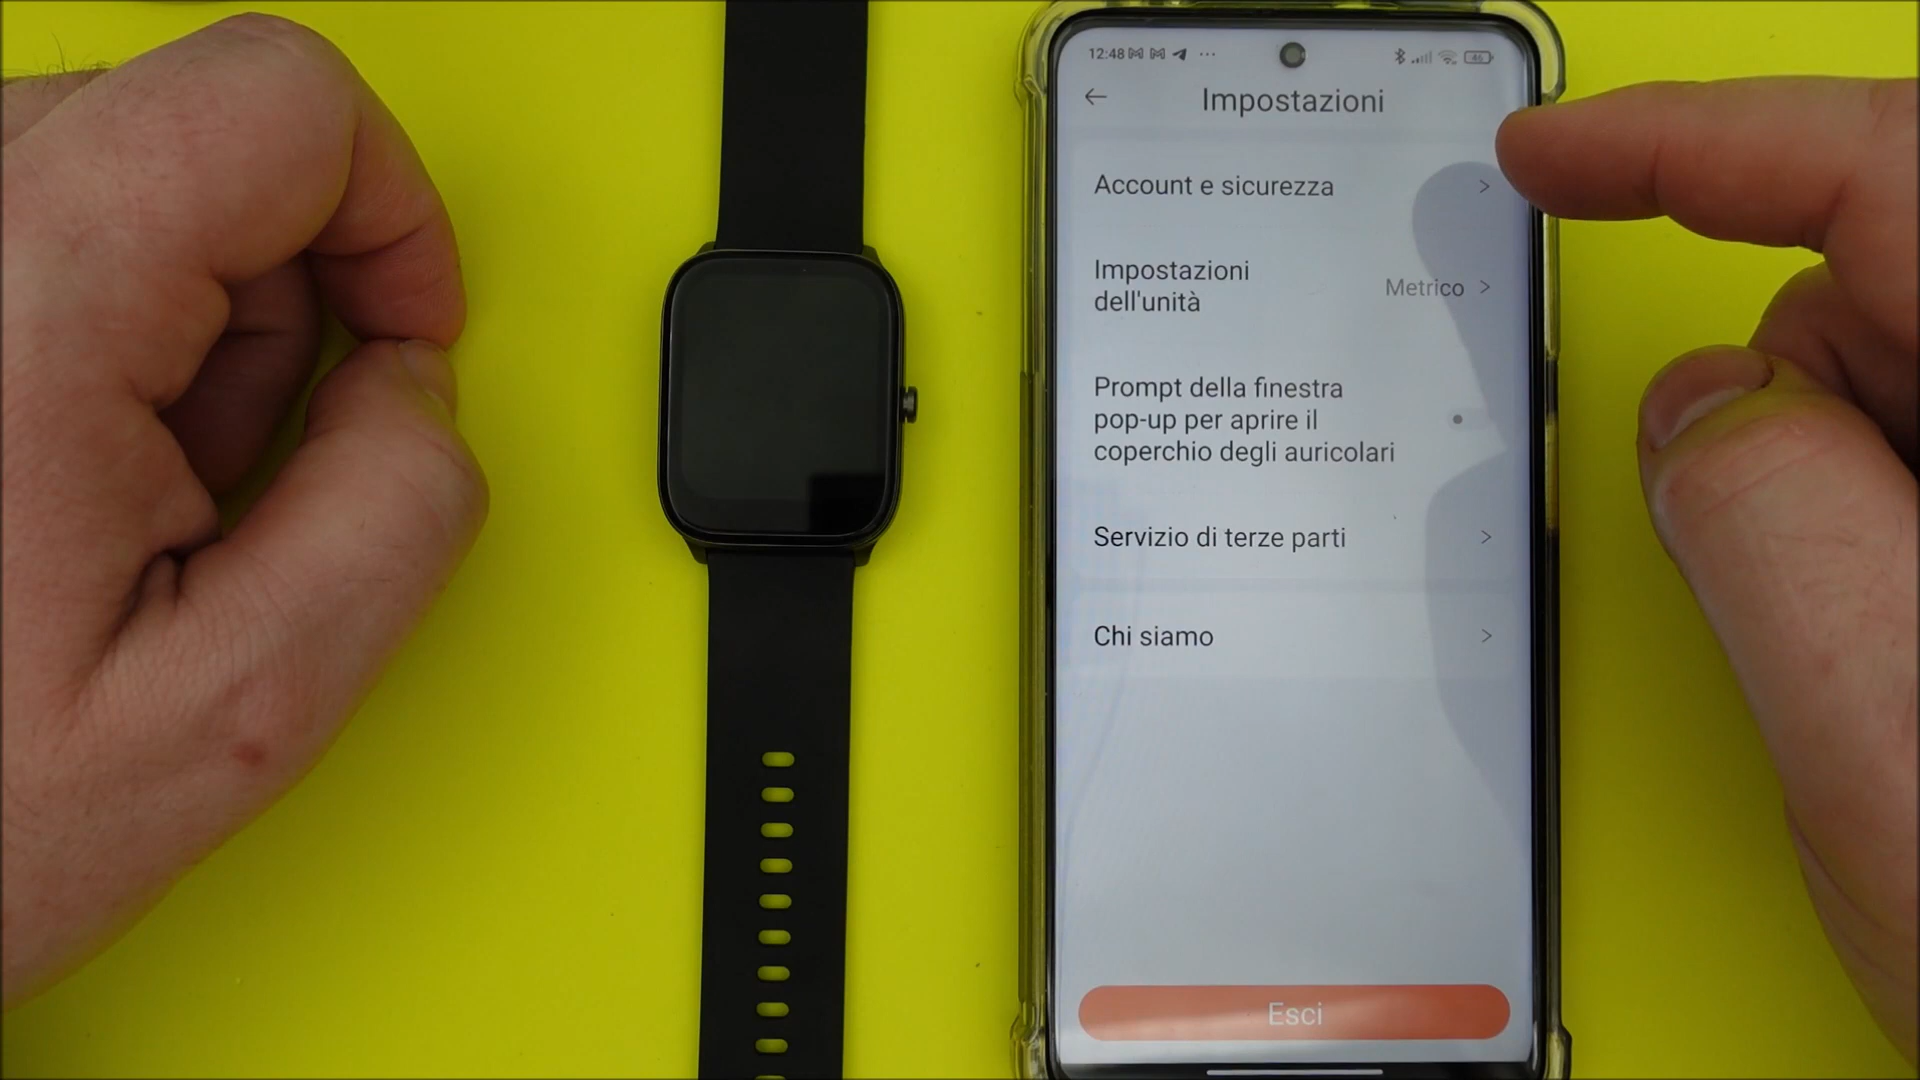 12:48
46
Impostazioni
Account e sicurezza
Impostazioni
dell'unità
Metrico
Prompt della finestra
pop-up per aprire il
coperchio degli auricolari
Servizio di terze parti
Chi siamo
Esci